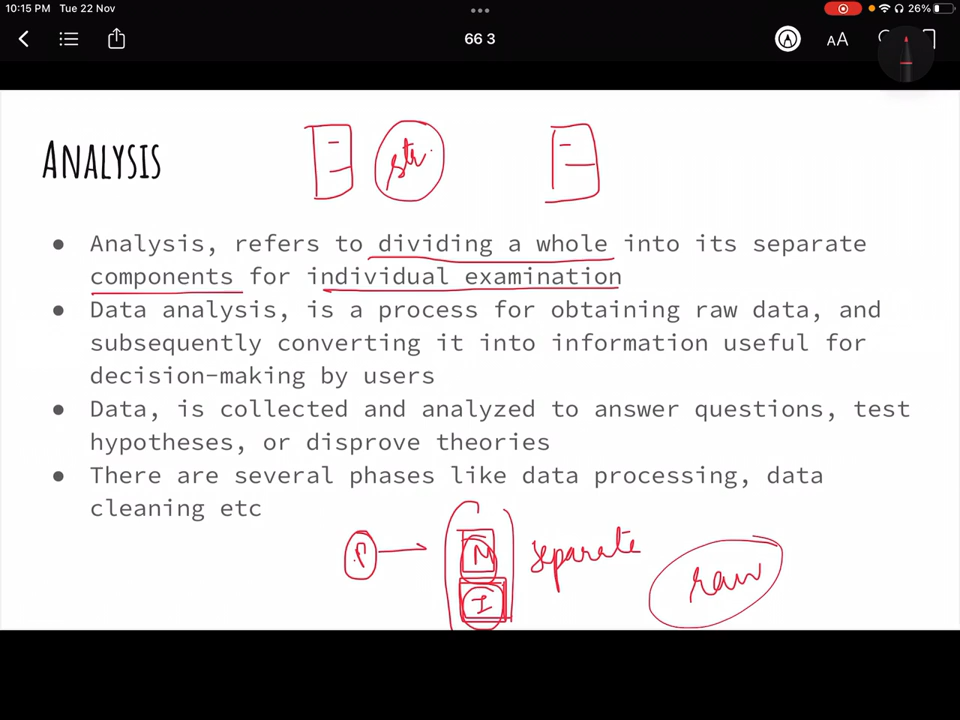 10:15 PM Tue 22 Nov
26%
66 3
AA
ANALYSIS
str.
● Analysis, refers to dividing a whole into its separate
components for individual examination
● Data analysis, is a process for obtaining raw data, and
subsequently converting it into information useful for
decision-making by users
● Data, is collected and analyzed to answer questions, test
hypotheses, or disprove theories
● There are several phases like data processing, data
cleaning etc
P
M
separate
raw
I